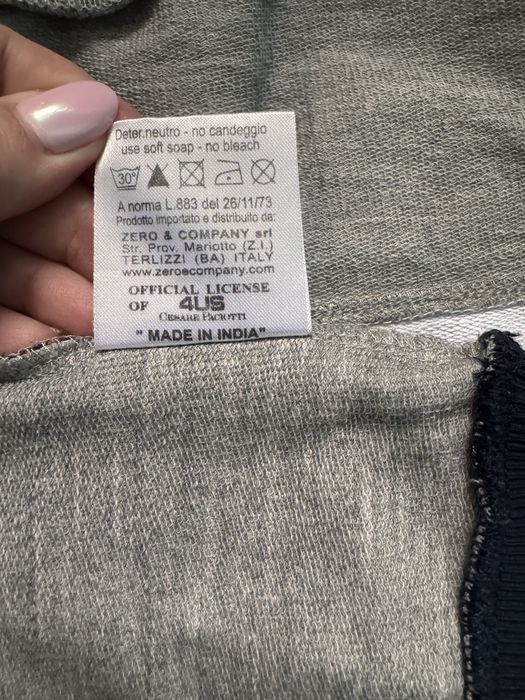 Deter.neutro - no candeggio
use soft soap - no bleach
30°
A norma L.883 del 26/11/73
Prodotto importato e distribuito da:
ZERO & COMPANY srl
Str. Prov. Mariotto (Z.I.)
TERLIZZI (BA) ITALY
www.zeroecompany.com
OFFICIAL LICENSE
OF 4US
CESARE PACIOTTI
" MADE IN INDIA"